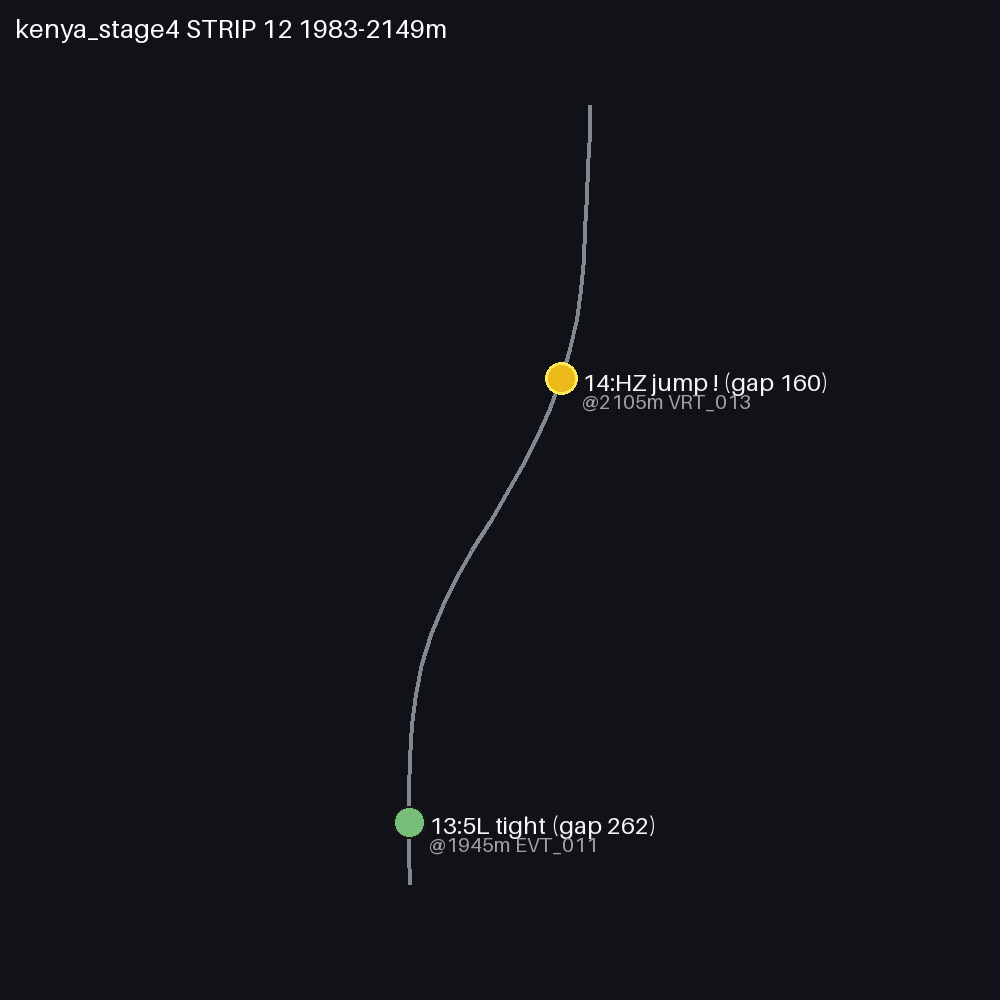 kenya_stage4 STRIP 12 1983-2149m
14:HZ jump ! (gap 160)
@2105m VRT_013
13:5L tight (gap 262)
@1945m EVT_011